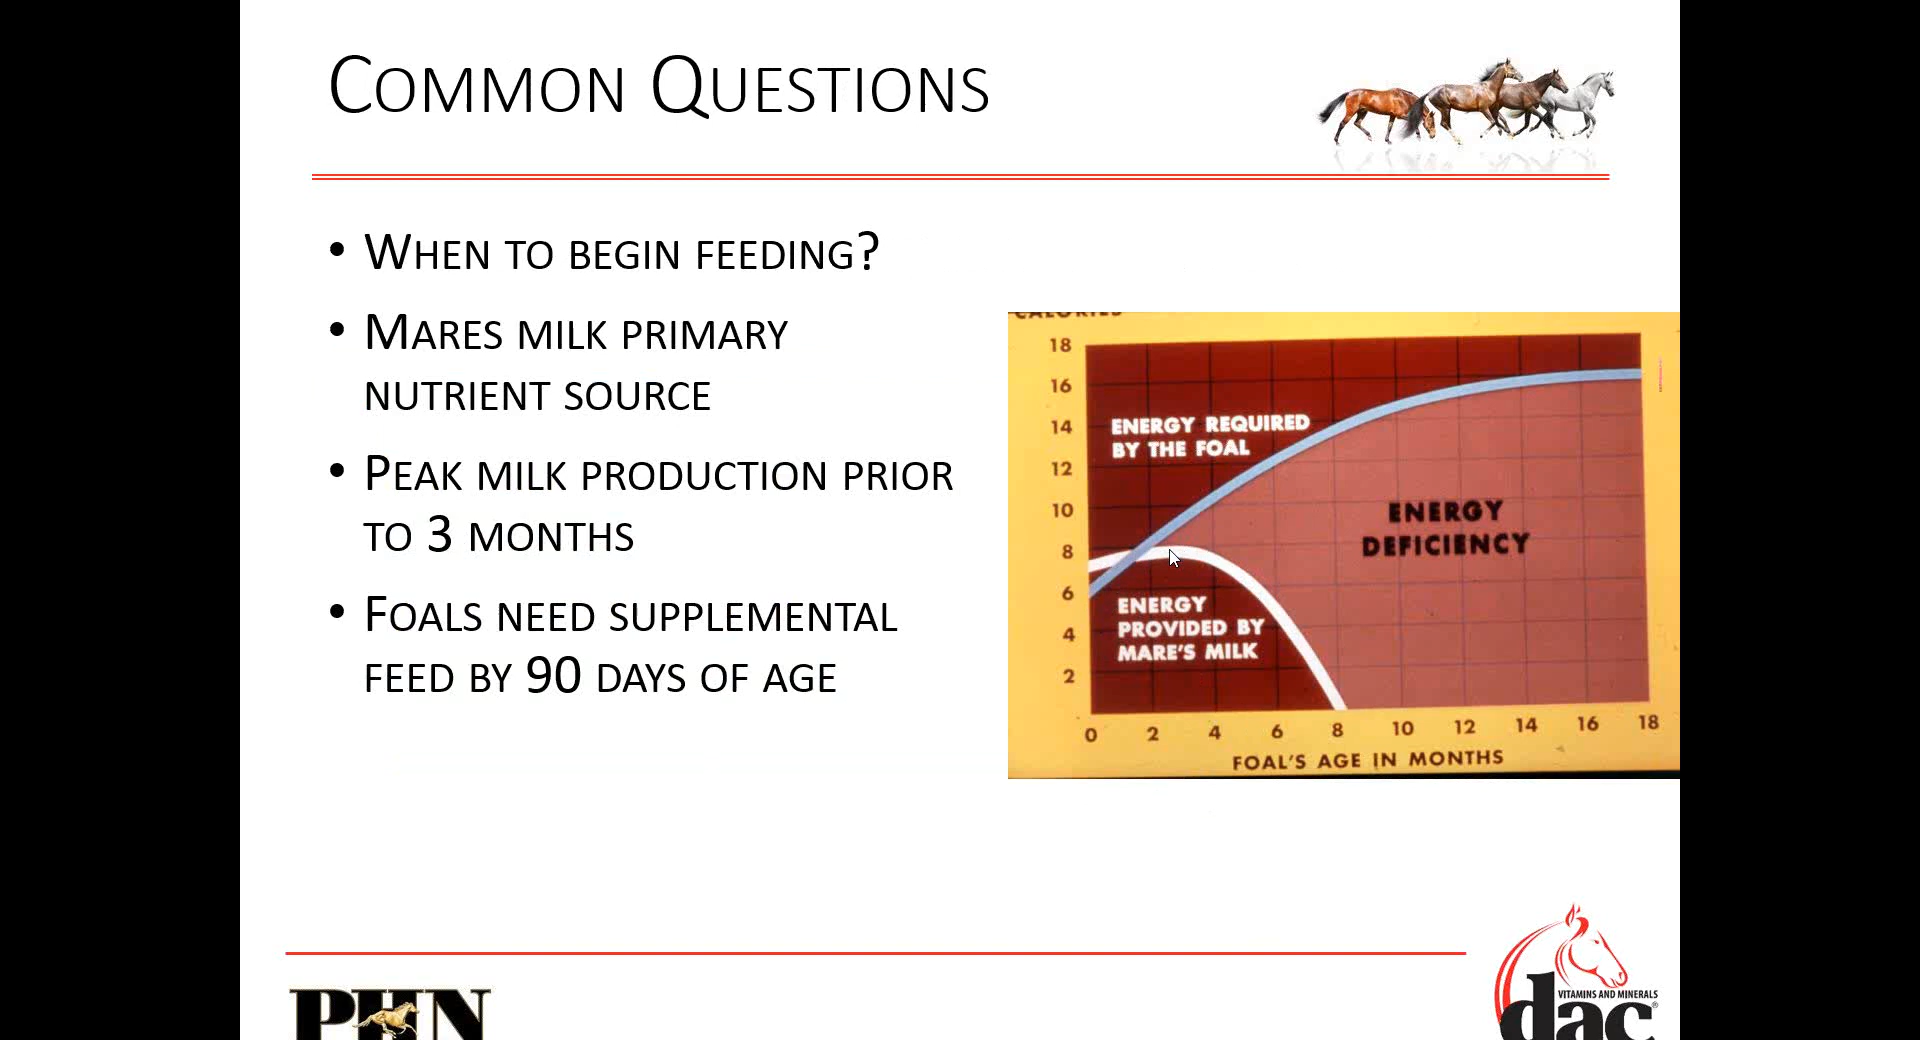 COMMON QUESTIONS
• WHEN TO BEGIN FEEDING?
• MARES MILK PRIMARY
NUTRIENT SOURCE
• PEAK MILK PRODUCTION PRIOR
TO 3 MONTHS
• FOALS NEED SUPPLEMENTAL
FEED BY 90 DAYS OF AGE
CALORIES
18
16
14
12
10
8
6
4
2
ENERGY REQUIRED
BY THE FOAL
ENERGY
DEFICIENCY
ENERGY
PROVIDED BY
MARE'S MILK
0 2 4 6 8 10 12 14 16 18
FOAL'S AGE IN MONTHS
PHN
VITAMINS AND MINERALS
dac®